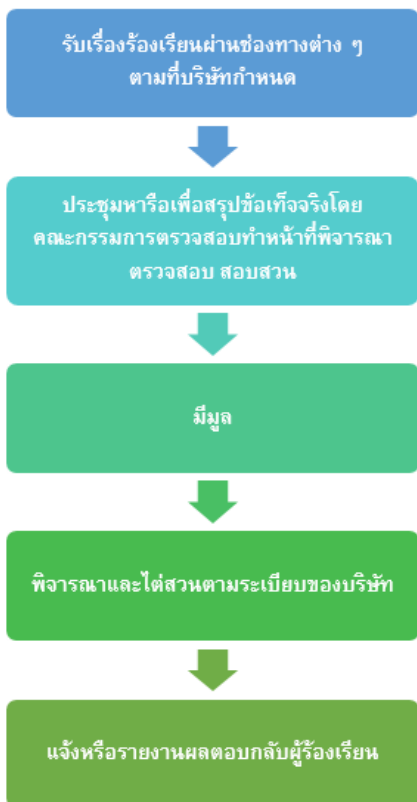 รับเรื่องร้องเรียนผ่านช่องทางต่าง ๆ
ตามที่บริษัทกำหนด
ประชุมหารือเพื่อสรุปข้อเท็จจริงโดย
คณะกรรมการตรวจสอบทำหน้าที่พิจารณา
ตรวจสอบ สอบสวน
มีมูล
พิจารณาและไต่สวนตามระเบียบของบริษัท
แจ้งหรือรายงานผลตอบกลับผู้ร้องเรียน